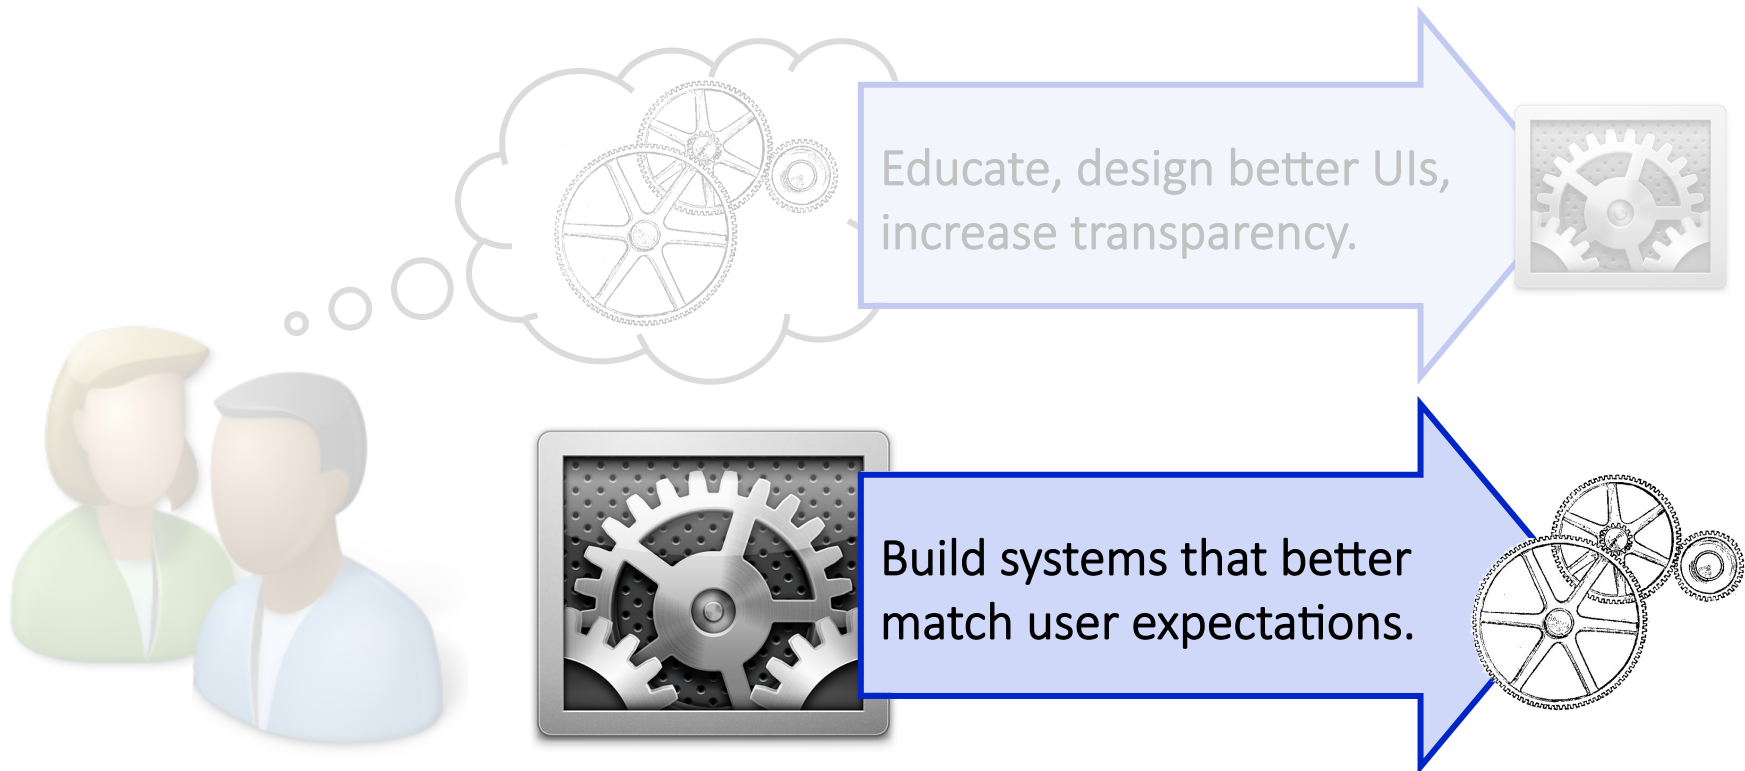 Educate, design better UIs,
increase transparency.
Build systems that better
match user expectations.